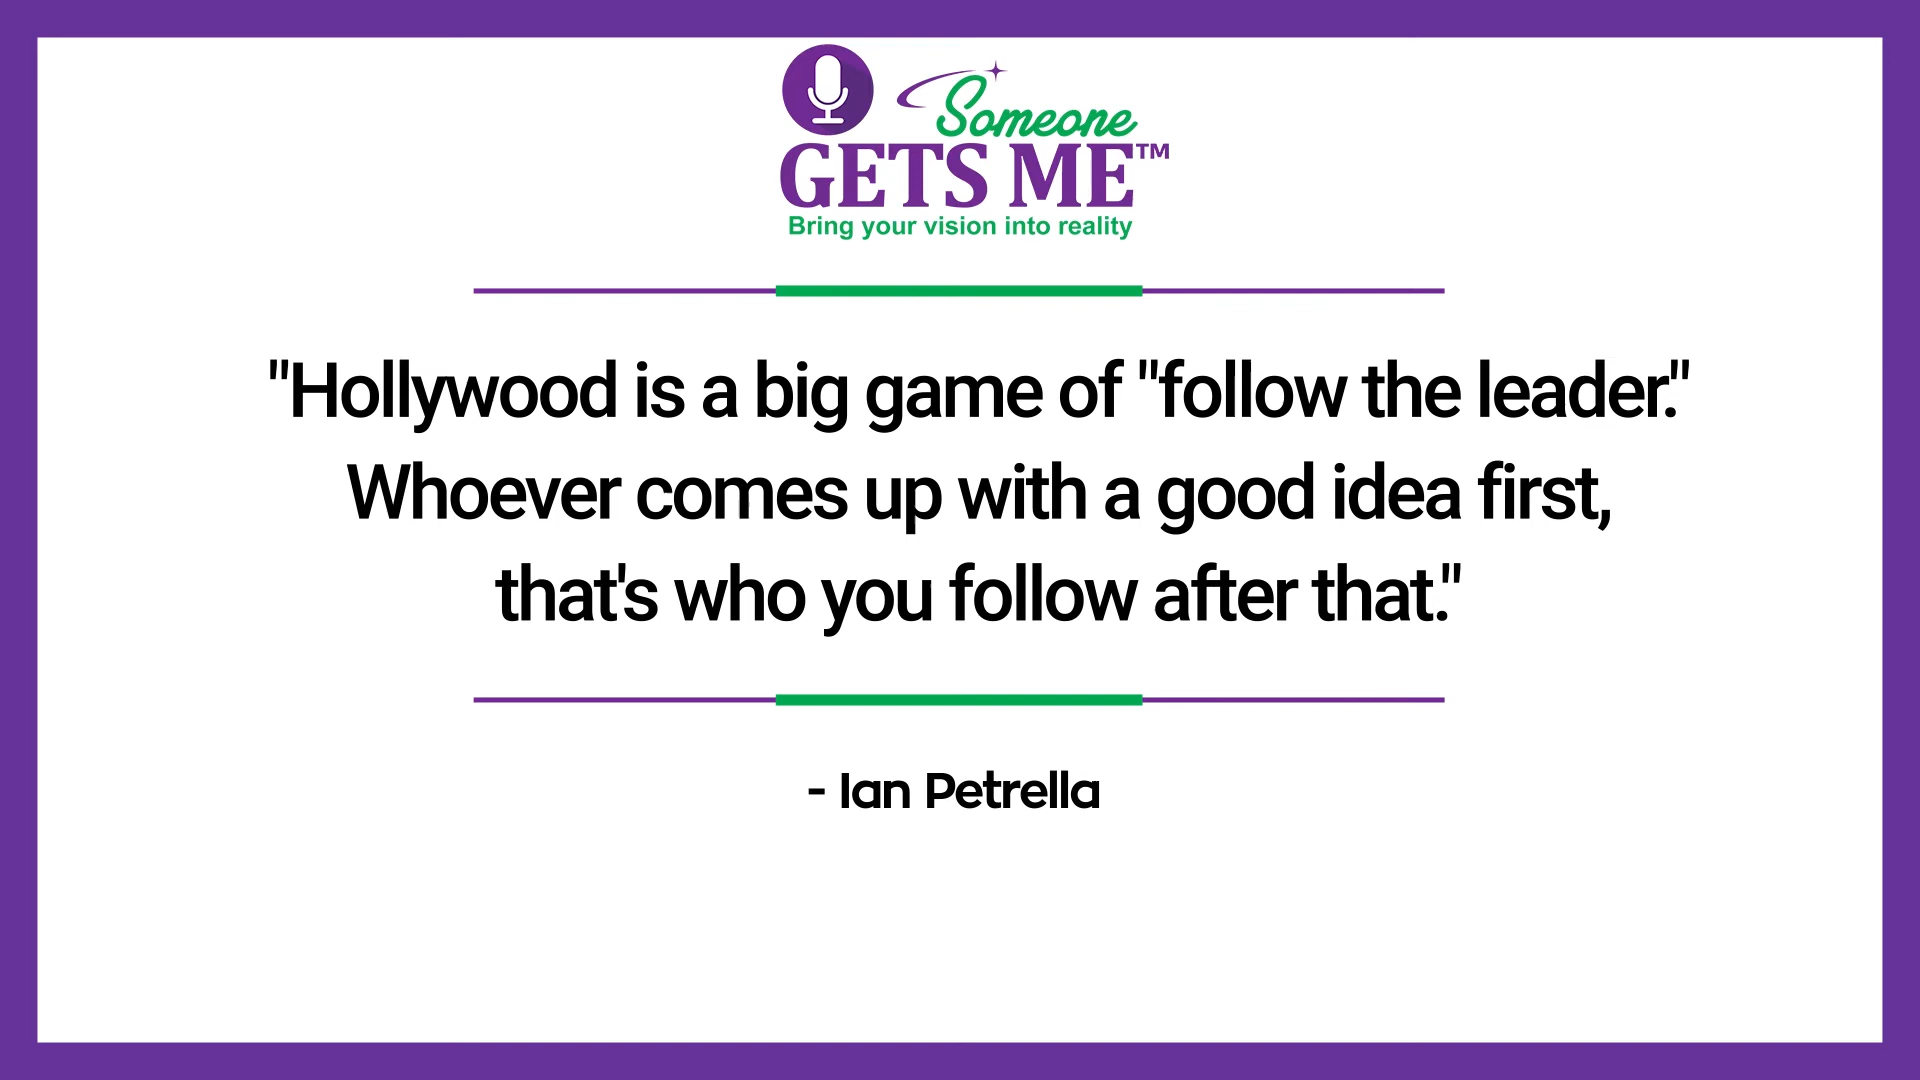 Someone
GETS ME™
Bring your vision into reality
"Hollywood is a big game of "follow the leader."
Whoever comes up with a good idea first,
that's who you follow after that."
- Ian Petrella